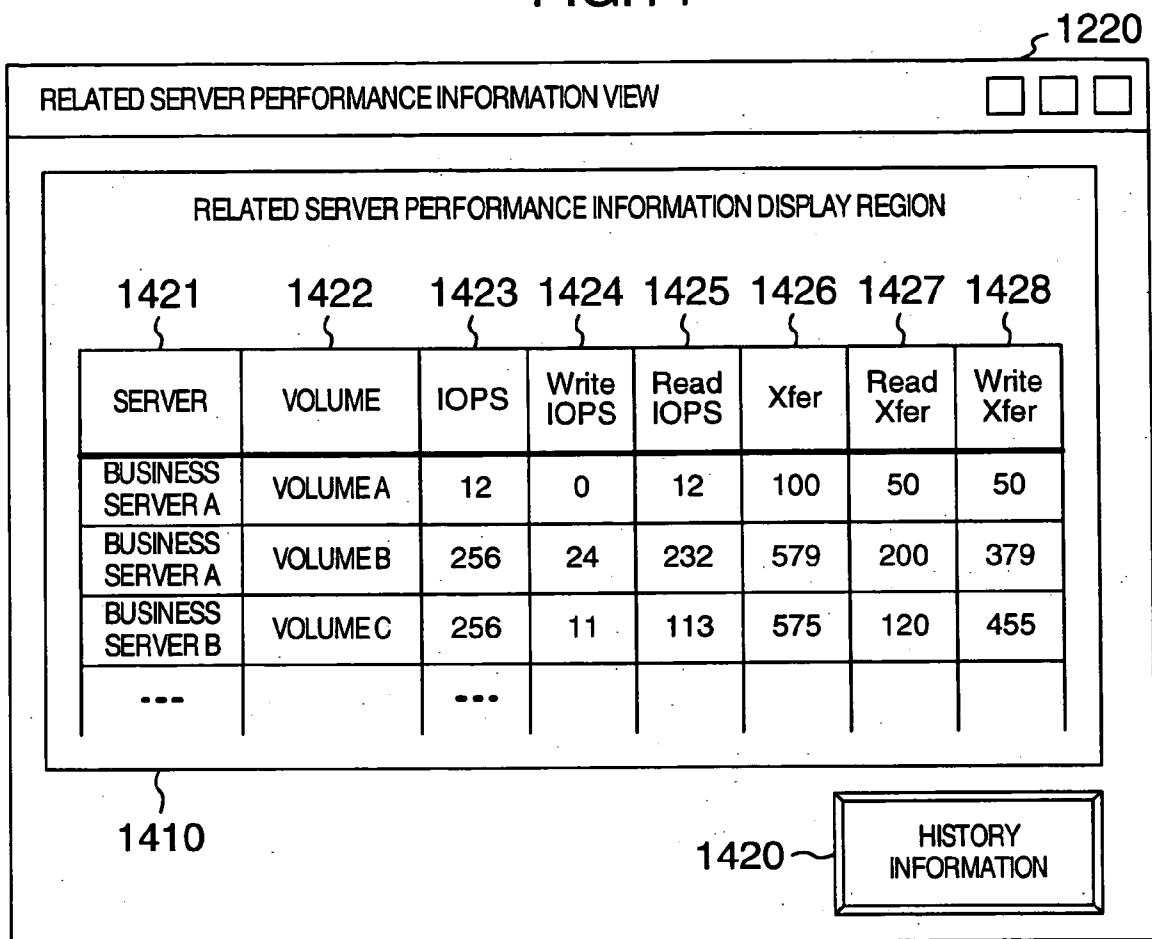 1220
RELATED SERVER PERFORMANCE INFORMATION VIEW
RELATED SERVER PERFORMANCE INFORMATION DISPLAY REGION
1421 1422 1423 1424 1425 1426 1427 1428
SERVER VOLUME IOPS Write IOPS Read IOPS Xfer Read Xfer Write Xfer
BUSINESS SERVER A VOLUME A 12 0 12 100 50 50
BUSINESS SERVER A VOLUME B 256 24 232 579 200 379
BUSINESS SERVER B VOLUME C 256 11 113 575 120 455
--- ---
1410
1420
HISTORY
INFORMATION